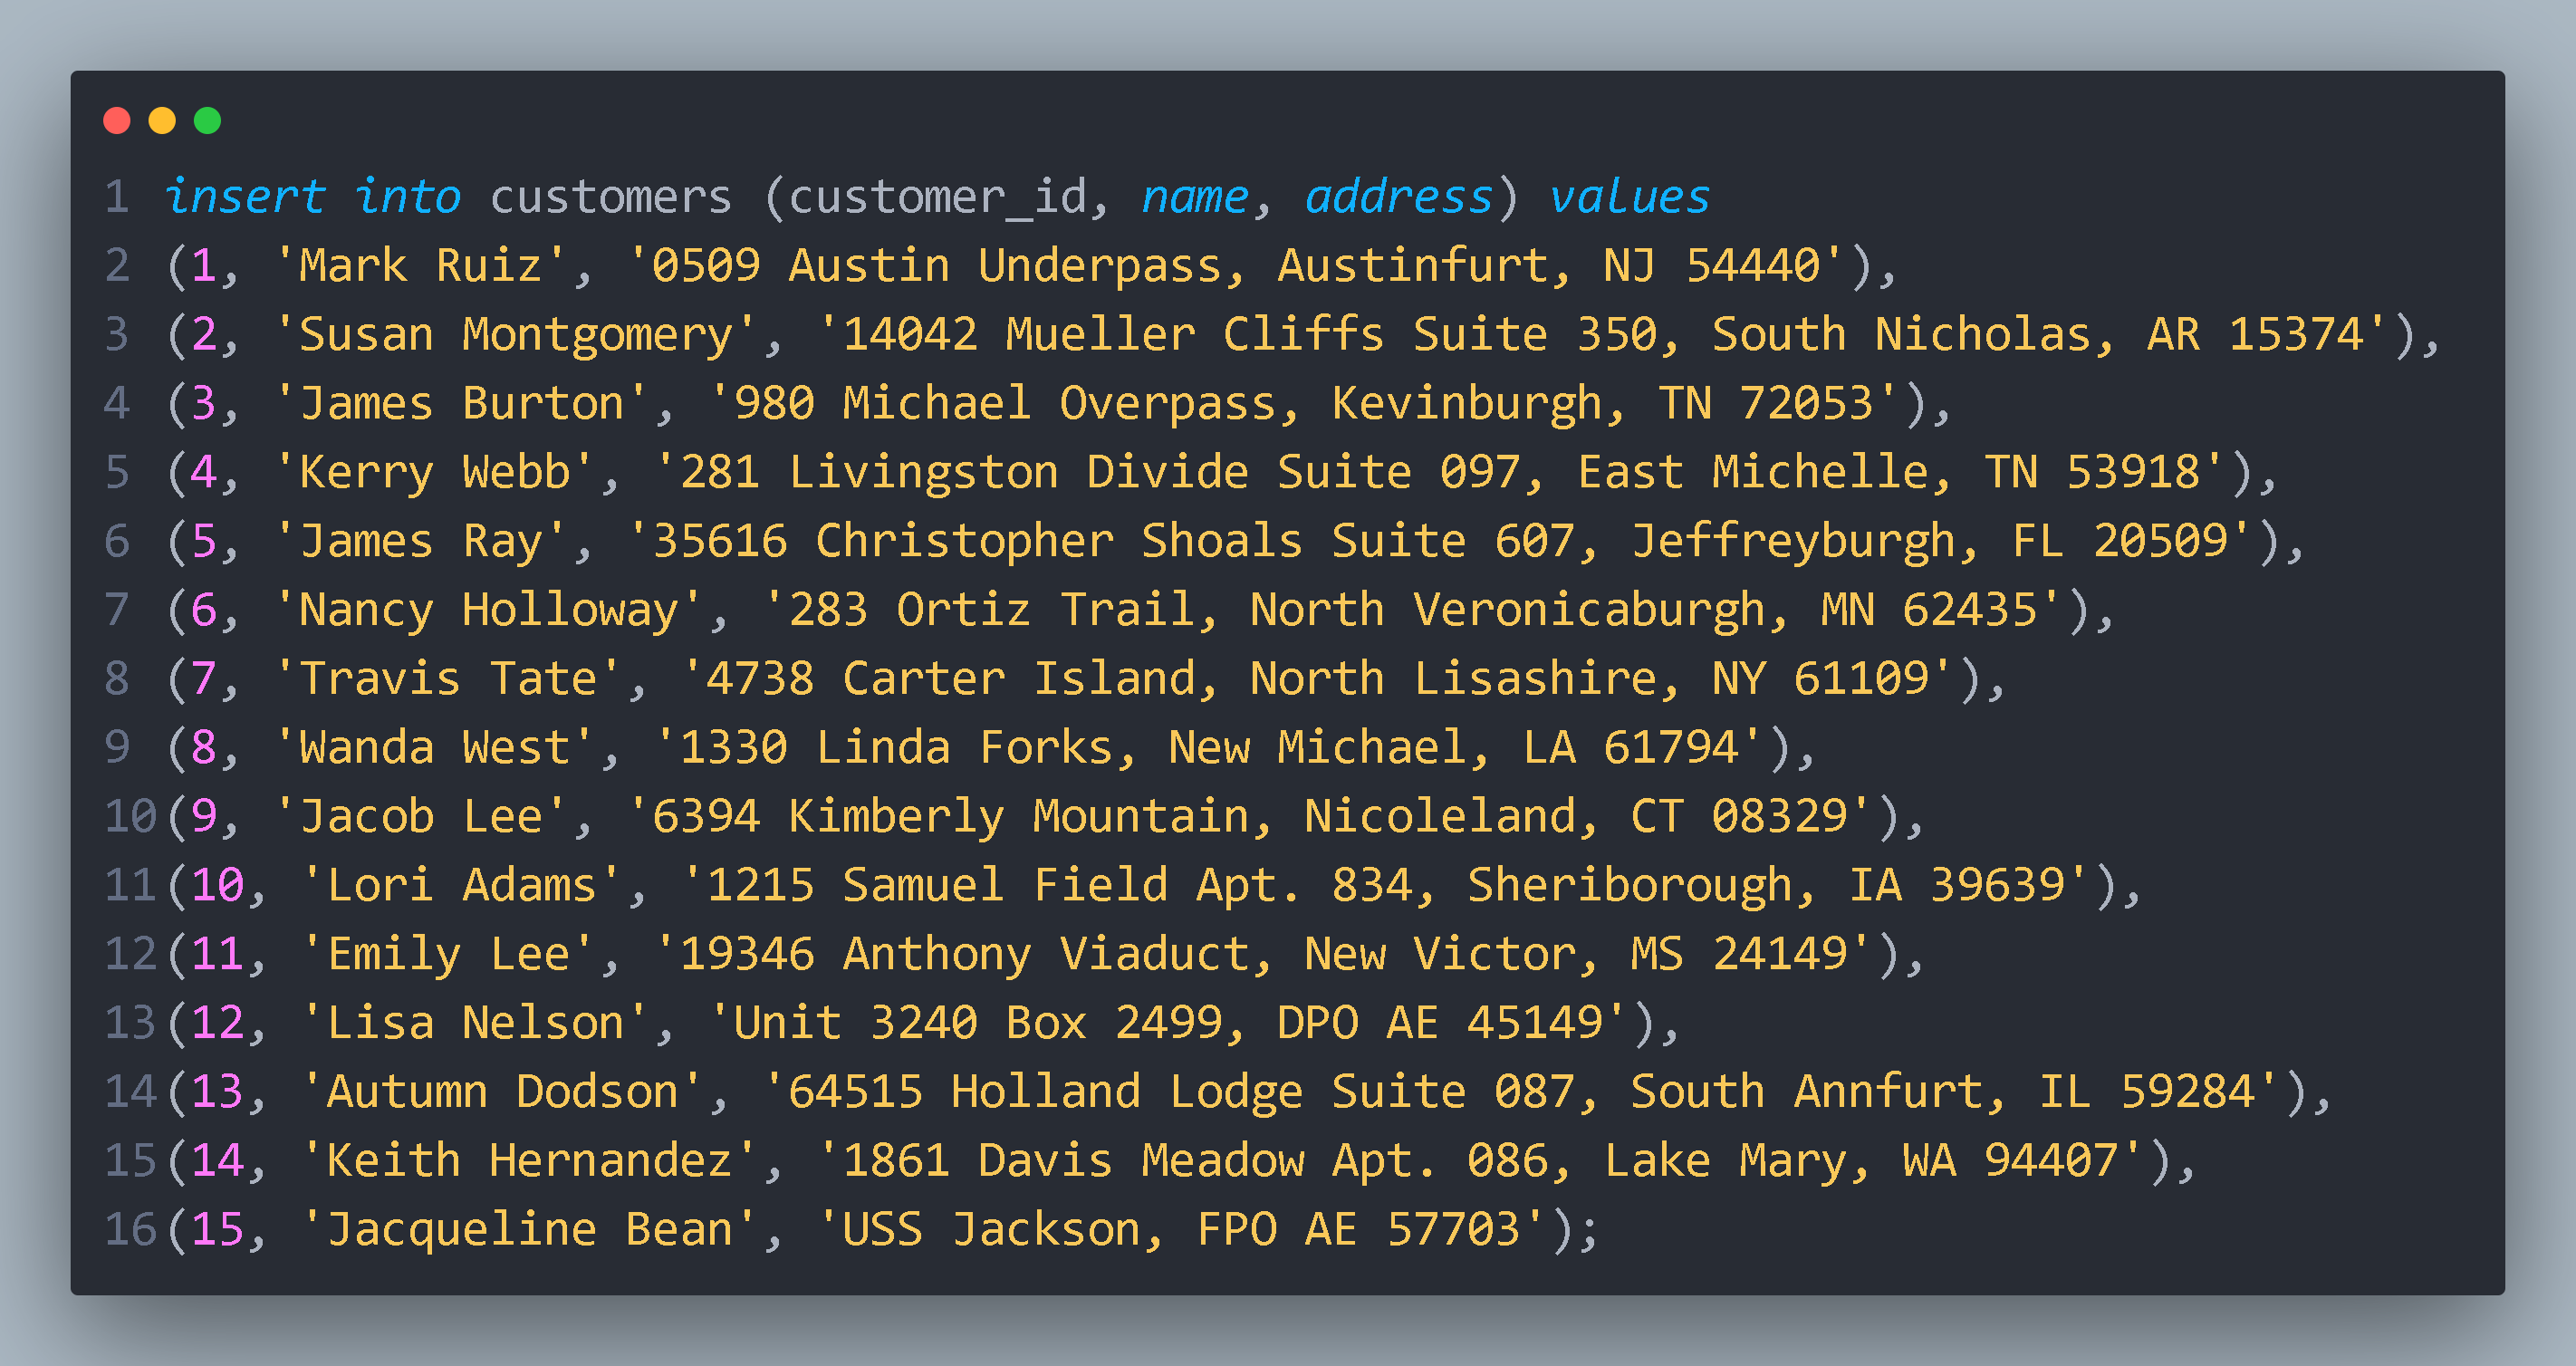 1 insert into customers (customer_id, name, address) values
2 (1, 'Mark Ruiz', '0509 Austin Underpass, Austinfurt, NJ 54440'),
3 (2, 'Susan Montgomery', '14042 Mueller Cliffs Suite 350, South Nicholas, AR 15374'),
4 (3, 'James Burton', '980 Michael Overpass, Kevinburgh, TN 72053'),
5 (4, 'Kerry Webb', '281 Livingston Divide Suite 097, East Michelle, TN 53918'),
6 (5, 'James Ray', '35616 Christopher Shoals Suite 607, Jeffreyburgh, FL 20509'),
7 (6, 'Nancy Holloway', '283 Ortiz Trail, North Veronicaburgh, MN 62435'),
8 (7, 'Travis Tate', '4738 Carter Island, North Lisashire, NY 61109'),
9 (8, 'Wanda West', '1330 Linda Forks, New Michael, LA 61794'),
10 (9, 'Jacob Lee', '6394 Kimberly Mountain, Nicoleland, CT 08329'),
11 (10, 'Lori Adams', '1215 Samuel Field Apt. 834, Sheriborough, IA 39639'),
12 (11, 'Emily Lee', '19346 Anthony Viaduct, New Victor, MS 24149'),
13 (12, 'Lisa Nelson', 'Unit 3240 Box 2499, DPO AE 45149'),
14 (13, 'Autumn Dodson', '64515 Holland Lodge Suite 087, South Annfurt, IL 59284'),
15 (14, 'Keith Hernandez', '1861 Davis Meadow Apt. 086, Lake Mary, WA 94407'),
16 (15, 'Jacqueline Bean', 'USS Jackson, FPO AE 57703');